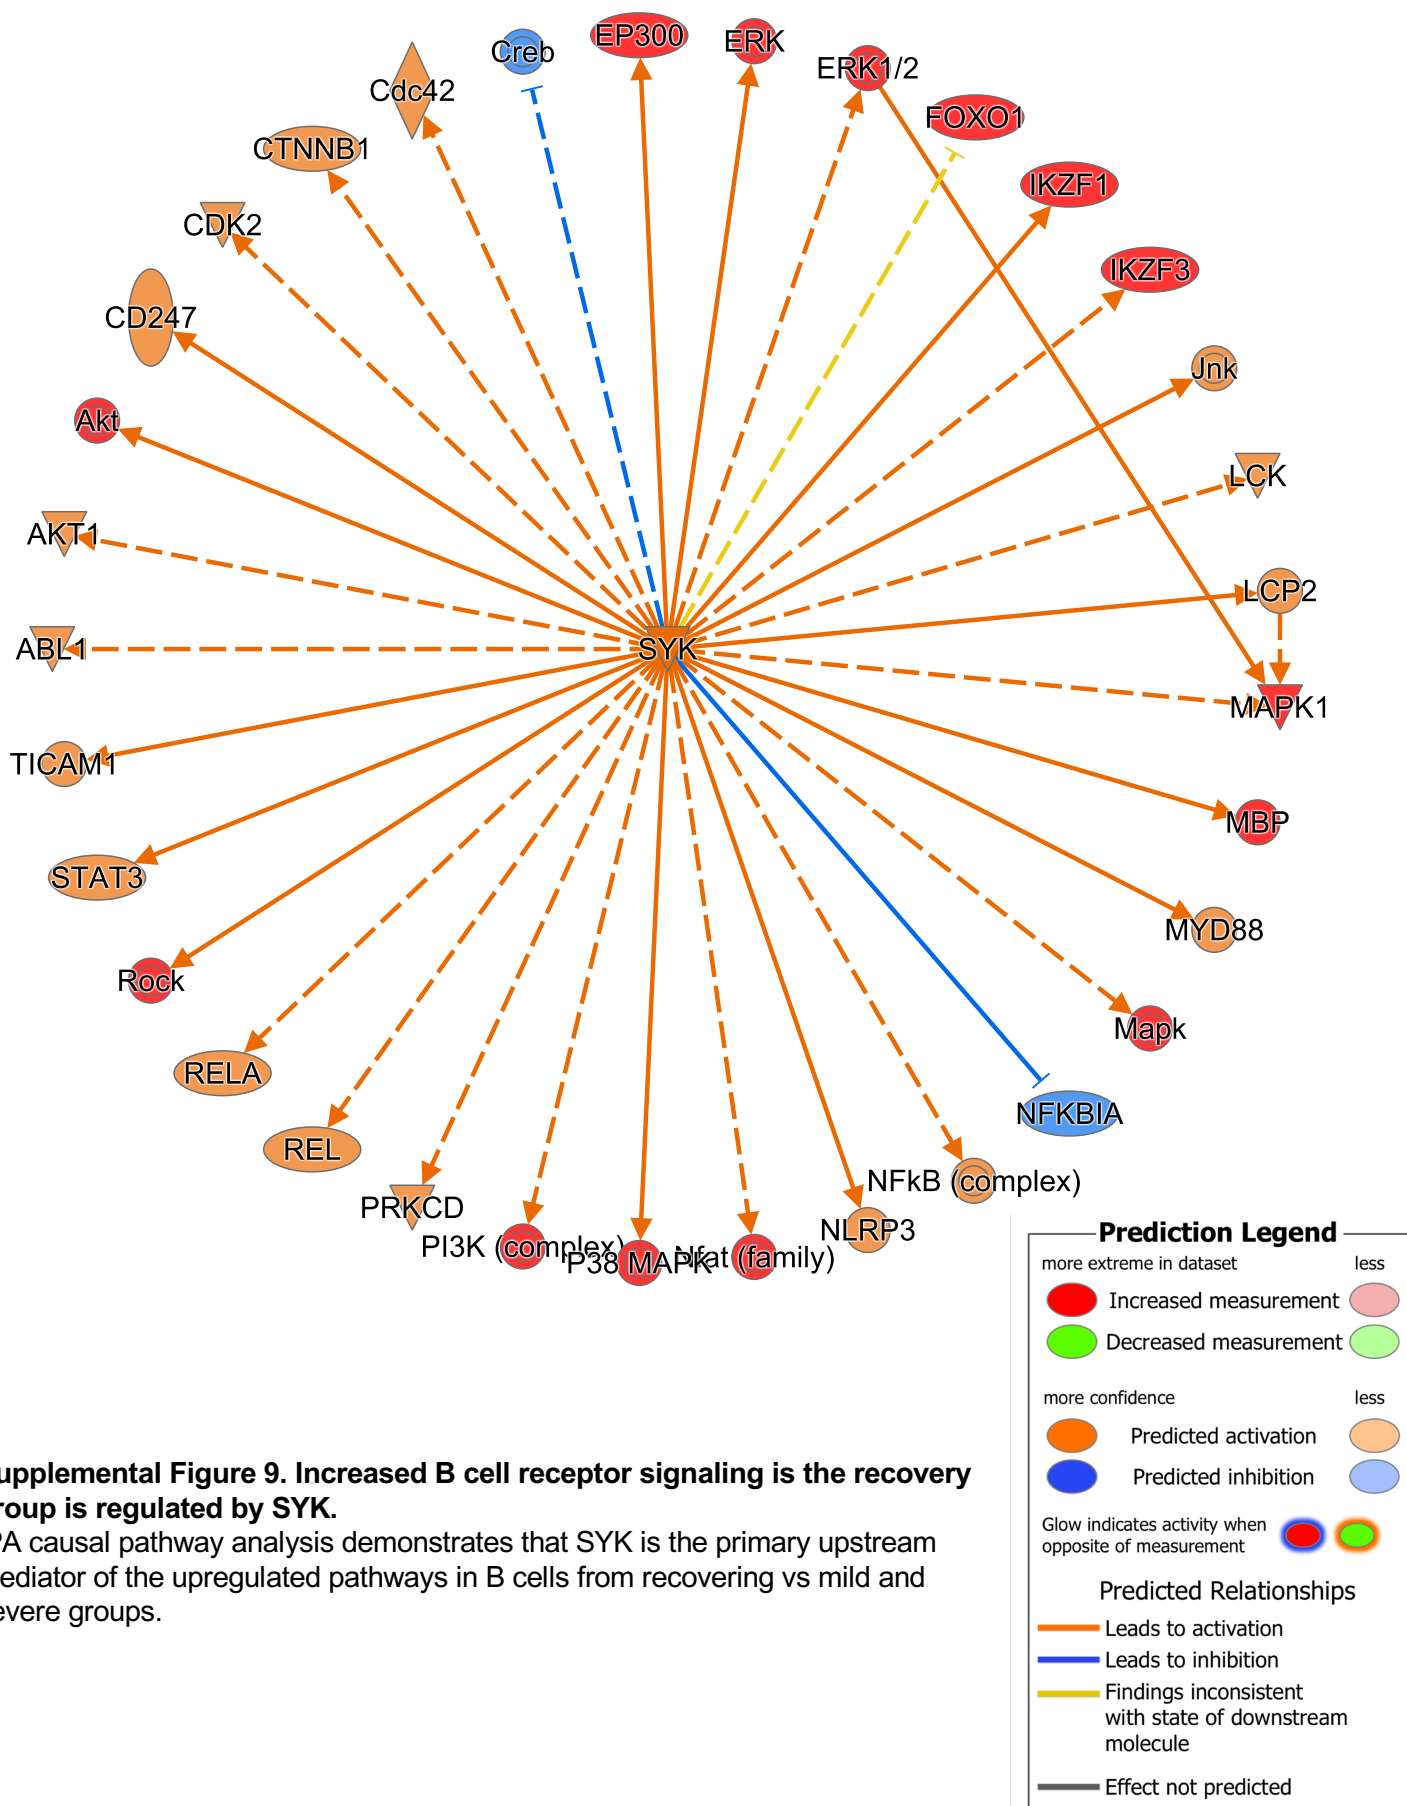 EP300
ERK
Creb
ERK1/2
Cdc42
FOXO1
CTNNB1
IKZF1
CDK2
IKZF3
CD247
Jnk
Akt
LCK
AKT1
LCP2
ABL1
SYK
MAPK1
TICAM1
MBP
STAT3
MYD88
Rock
Mapk
RELA
NFKBIA
REL
NFkB (complex)
PRKCD
NLRP3
PI3K (complex)
P38 MAPK
Nfat (family)
Prediction Legend
more extreme in dataset less
Increased measurement
Decreased measurement
more confidence less
Predicted activation
Predicted inhibition
Glow indicates activity when
opposite of measurement
Predicted Relationships
Leads to activation
Leads to inhibition
Findings inconsistent
with state of downstream
molecule
Effect not predicted
upplemental Figure 9. Increased B cell receptor signaling is the recovery
roup is regulated by SYK.
PA causal pathway analysis demonstrates that SYK is the primary upstream
ediator of the upregulated pathways in B cells from recovering vs mild and
evere groups.